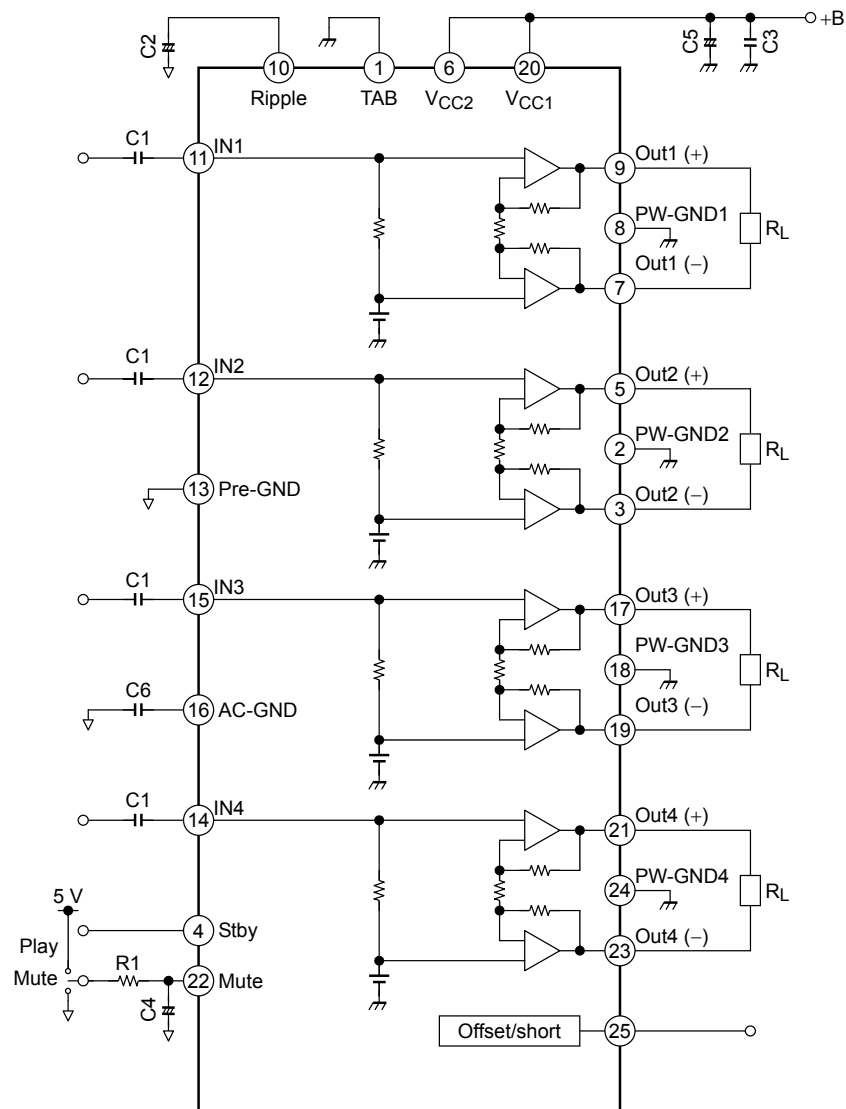 C2
C5
C3
+B
10
1
6
20
Ripple
TAB
VCC2
VCC1
C1
11
IN1
9
Out1 (+)
8
PW-GND1
RL
7
Out1 (−)
C1
12
IN2
5
Out2 (+)
2
PW-GND2
RL
13
Pre-GND
3
Out2 (−)
C1
15
IN3
17
Out3 (+)
18
PW-GND3
RL
C6
16
AC-GND
19
Out3 (−)
C1
14
IN4
21
Out4 (+)
24
PW-GND4
RL
5 V
Play
4
Stby
23
Out4 (−)
Mute
R1
22
Mute
C4
Offset/short
25